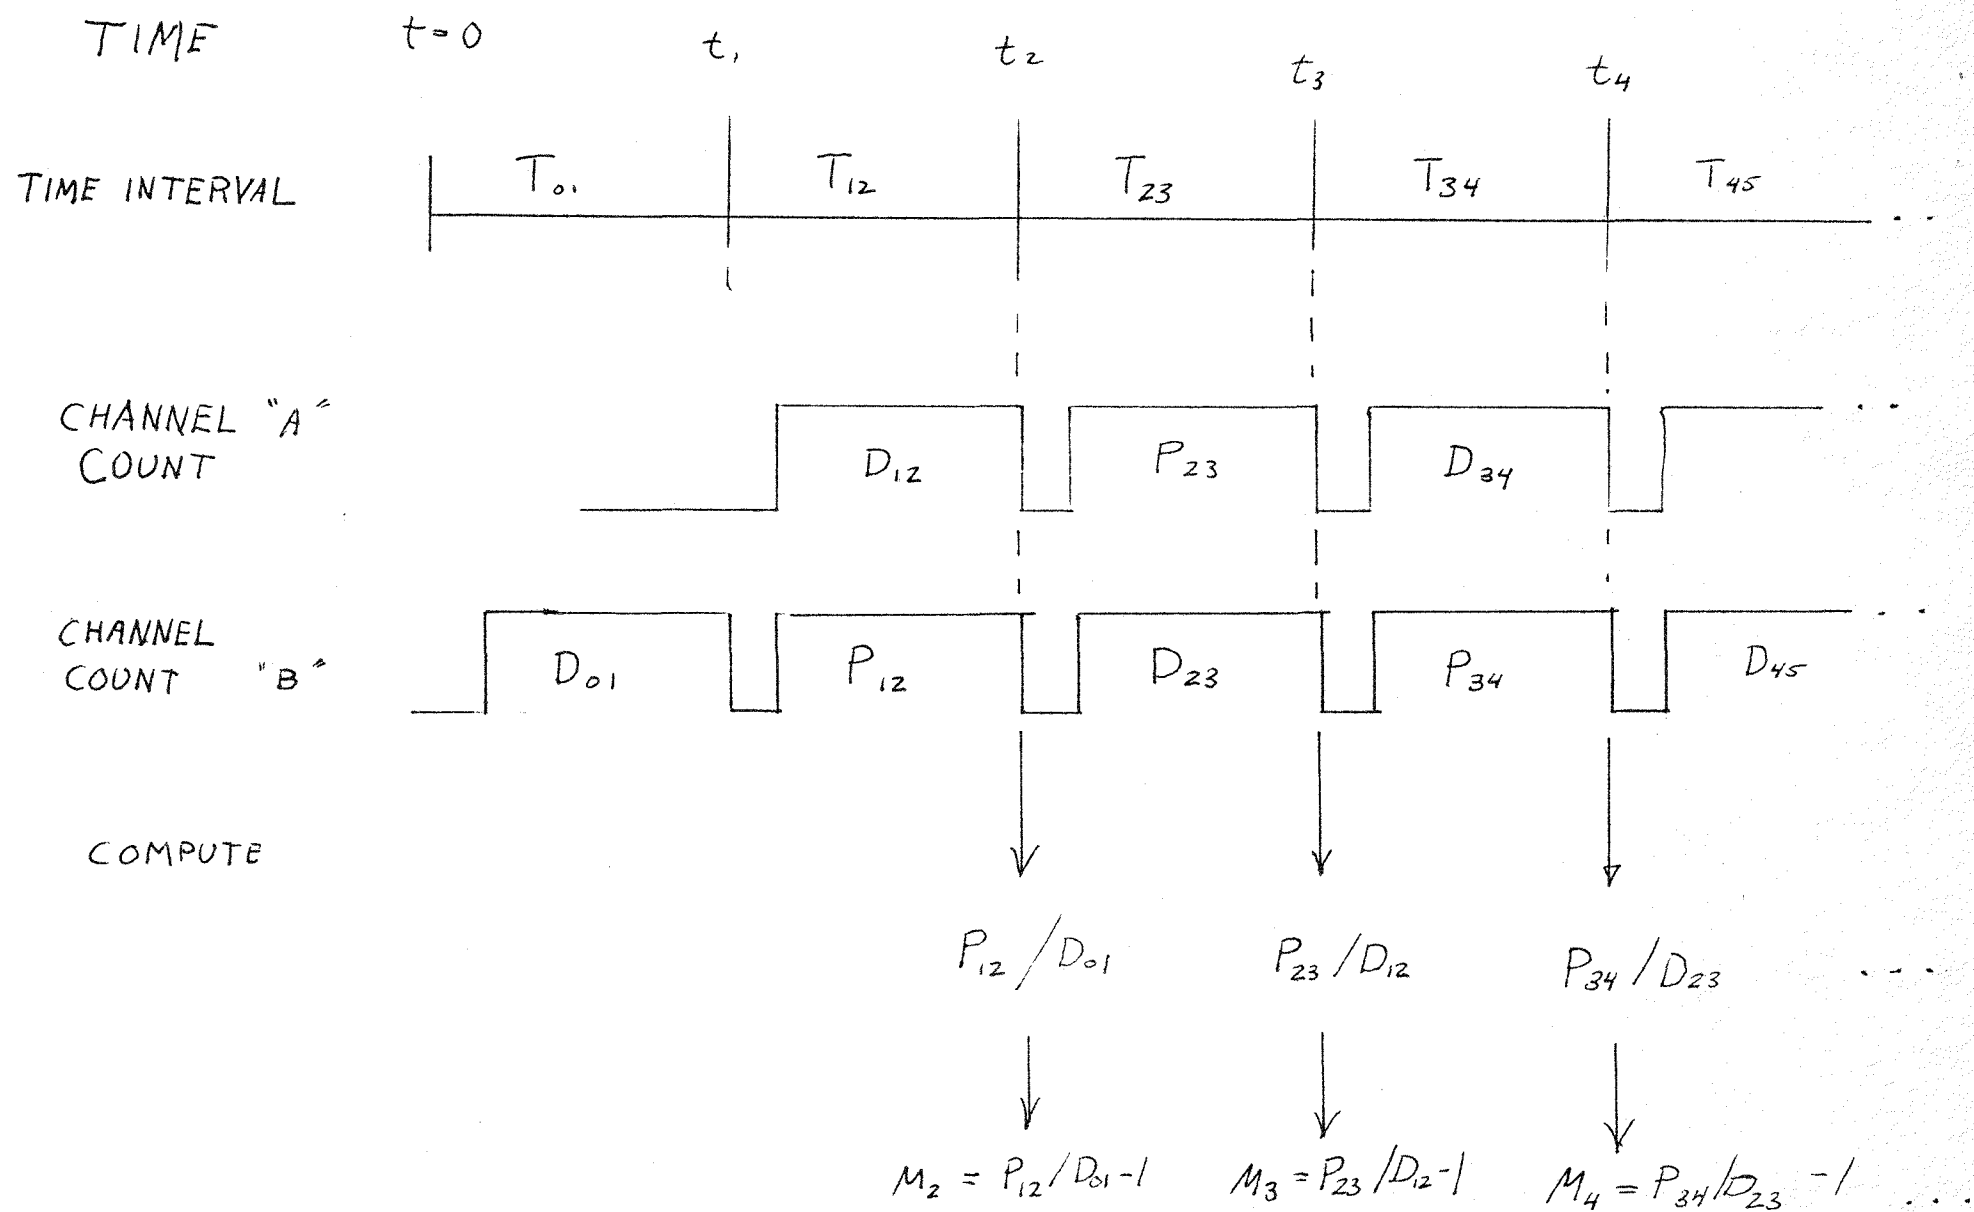 TIME t=0 t₁ t₂ t₃ t₄
TIME INTERVAL T₀₁ T₁₂ T₂₃ T₃₄ T₄₅ . .
CHANNEL "A" . . .
COUNT D₁₂ P₂₃ D₃₄
CHANNEL . . .
COUNT "B" D₀₁ P₁₂ D₂₃ P₃₄ D₄₅
COMPUTE
P₁₂/D₀₁ P₂₃/D₁₂ P₃₄/D₂₃ . . .
M₂ = P₁₂/D₀₁-1 M₃ = P₂₃/D₁₂-1 M₄ = P₃₄/D₂₃ -1 . . .